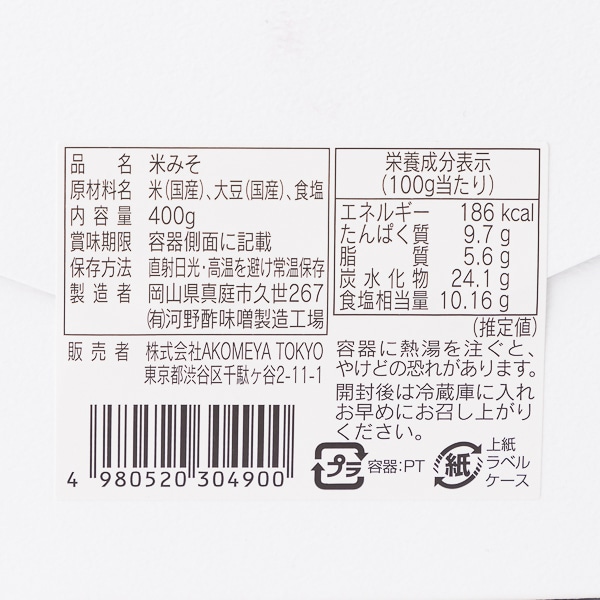 品名 米みそ
原材料名 米(国産)、大豆(国産)、食塩
内容量 400g
賞味期限 容器側面に記載
保存方法 直射日光・高温を避け常温保存
製造者 岡山県真庭市久世267
㈲河野酢味噌製造工場
販売者 株式会社AKOMEYA TOKYO
東京都渋谷区千駄ヶ谷2-11-1
4 980520 304900
栄養成分表示
(100g当たり)
エネルギー 186 kcal
たんぱく質 9.7 g
脂質 5.6 g
炭水化物 24.1 g
食塩相当量 10.16 g
(推定値)
容器に熱湯を注ぐと、
やけどの恐れがあります。
開封後は冷蔵庫に入れ
お早めにお召し上がり
ください。
プラ 容器:PT
紙 上紙
ラベル
ケース